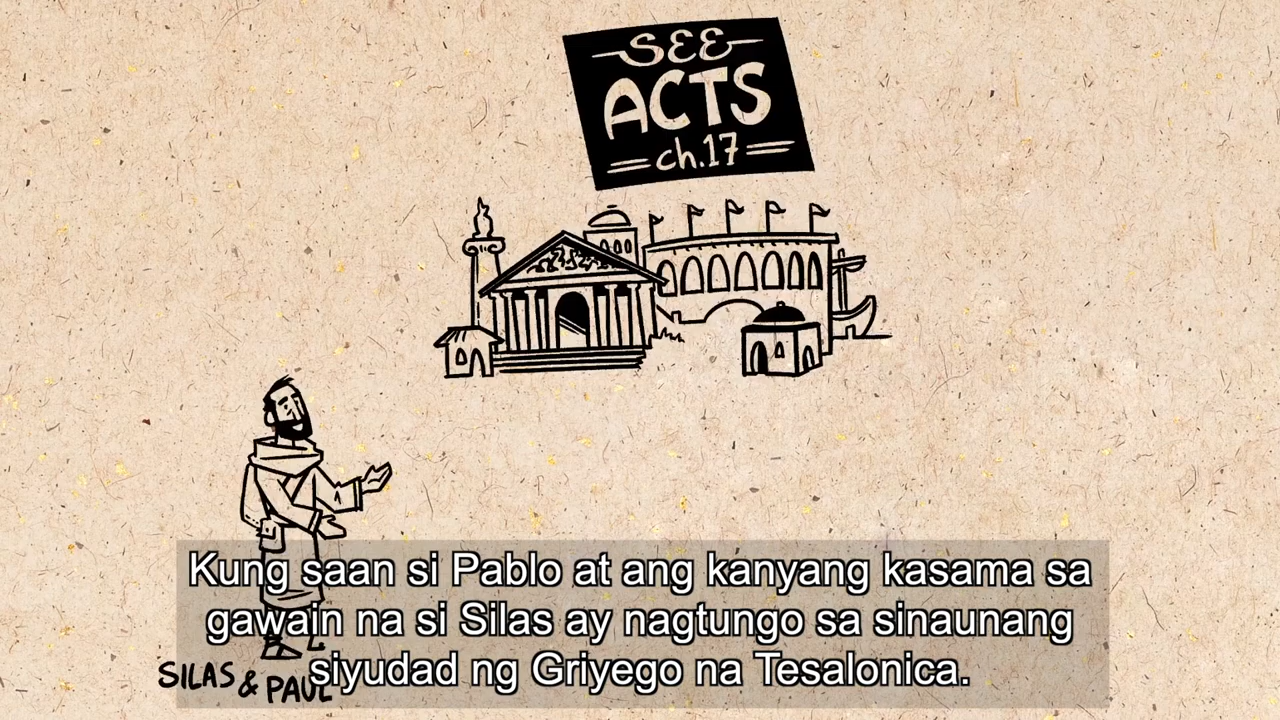 SEE
ACTS
ch.17
Kung saan si Pablo at ang kanyang kasama sa
gawain na si Silas ay nagtungo sa sinaunang
siyudad ng Griyego na Tesalonica.
SILAS & PAUL